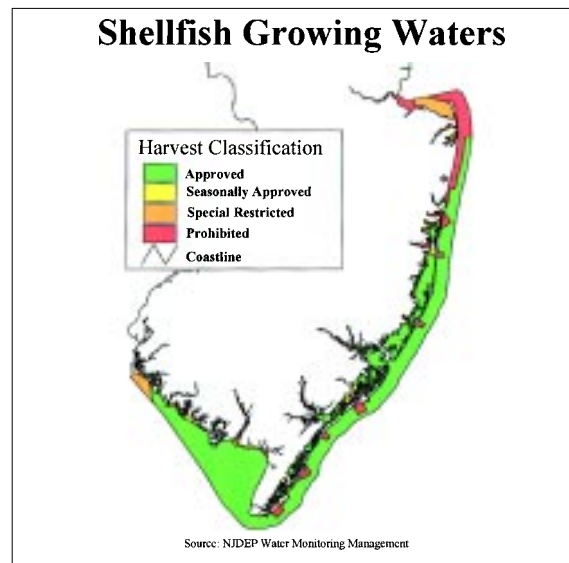 Shellfish Growing Waters
Harvest Classification
Approved
Seasonally Approved
Special Restricted
Prohibited
Coastline
Source: NJDEP Water Monitoring Management